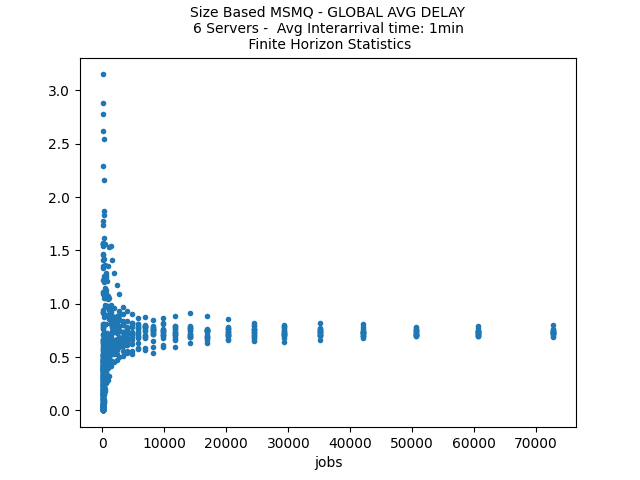 Size Based MSMQ - GLOBAL AVG DELAY
6 Servers -  Avg Interarrival time: 1min
Finite Horizon Statistics
3.0
2.5
2.0
1.5
1.0
0.5
0.0
0 10000 20000 30000 40000 50000 60000 70000
jobs